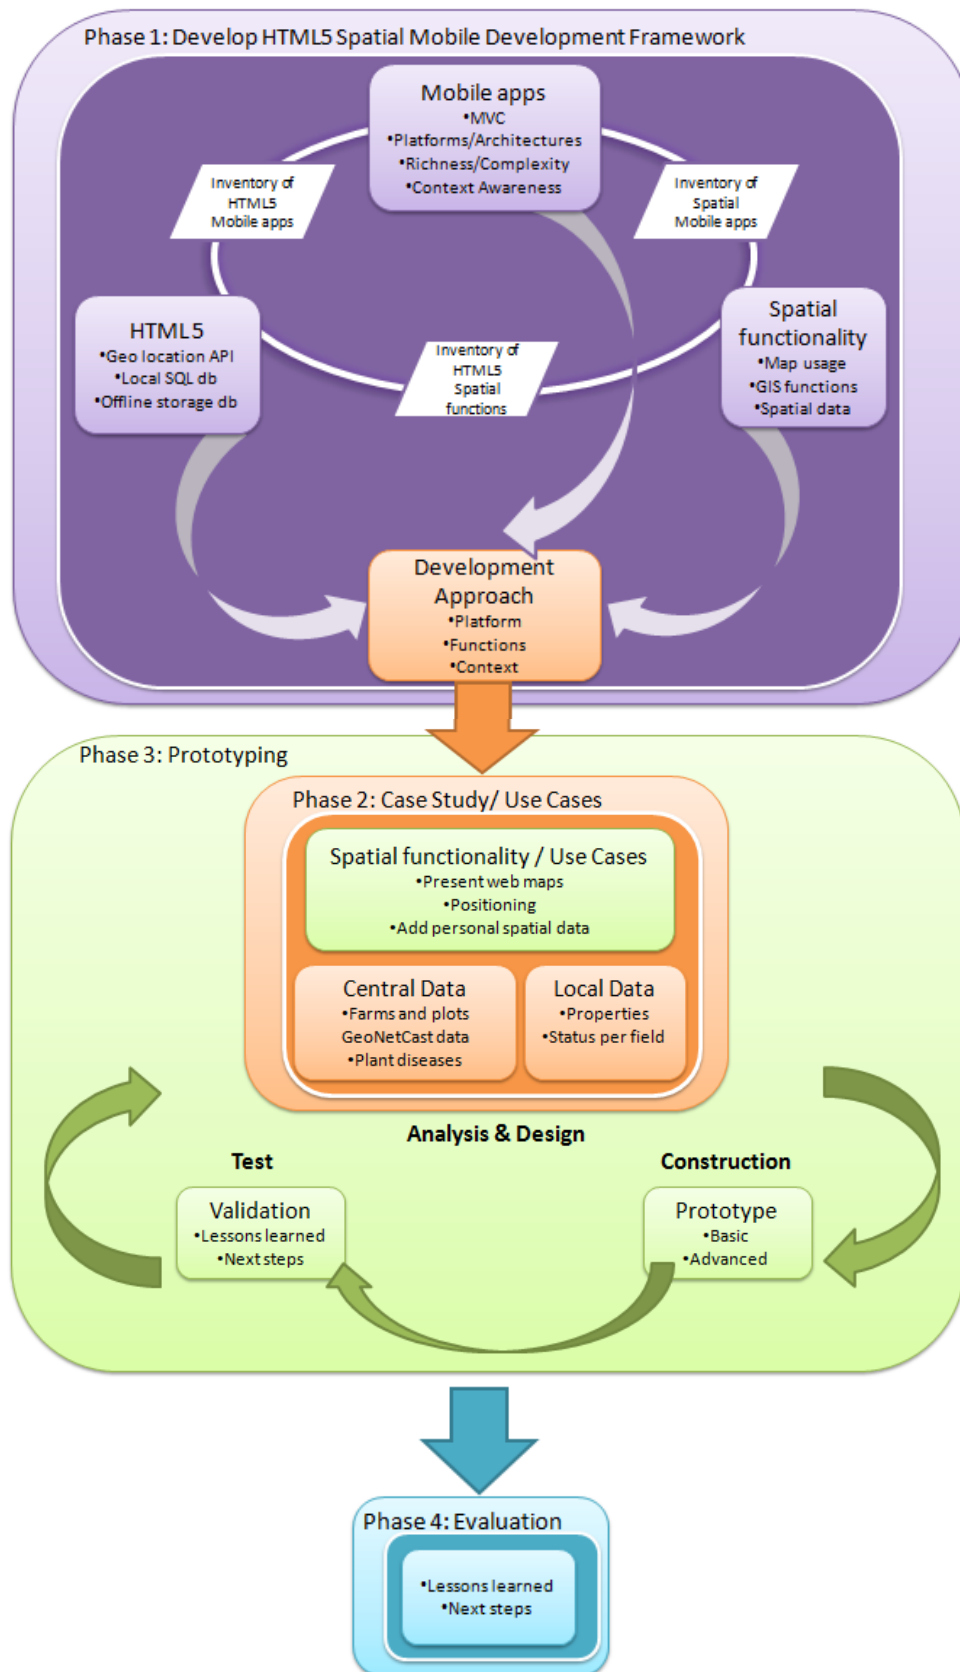 Phase 1: Develop HTML5 Spatial Mobile Development Framework
Mobile apps
•MVC
•Platforms/Architectures
•Richness/Complexity
•Context Awareness
Inventory of
HTML5
Mobile apps
Inventory of
Spatial
Mobile apps
HTML5
•Geo location API
•Local SQL db
•Offline storage db
Inventory of
HTML5
Spatial
functions
Spatial
functionality
•Map usage
•GIS functions
•Spatial data
Development
Approach
•Platform
•Functions
•Context
Phase 3: Prototyping
Phase 2: Case Study/ Use Cases
Spatial functionality / Use Cases
•Present web maps
•Positioning
•Add personal spatial data
Central Data
•Farms and plots
GeoNetCast data
•Plant diseases
Local Data
•Properties
•Status per field
Analysis & Design
Test
Construction
Validation
•Lessons learned
•Next steps
Prototype
•Basic
•Advanced
Phase 4: Evaluation
•Lessons learned
•Next steps